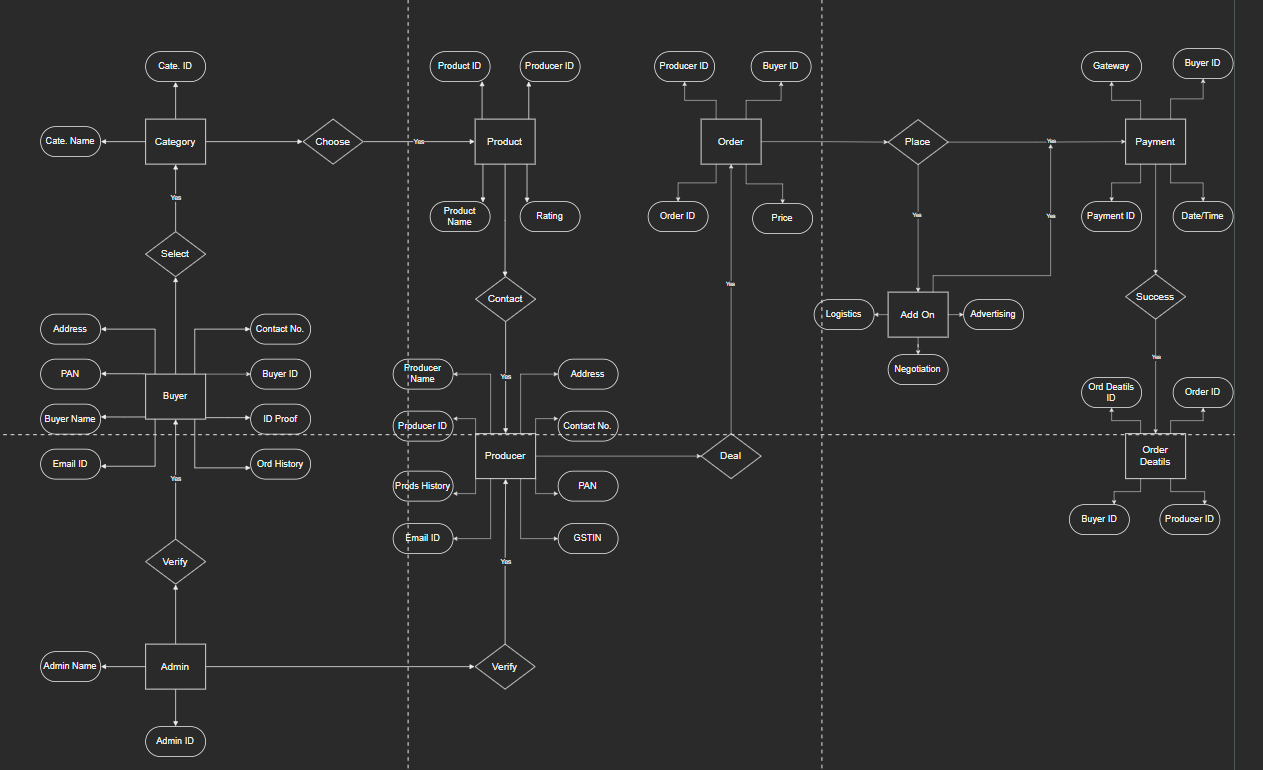 Cate. ID
Product ID
Producer ID
Producer ID
Buyer ID
Gateway
Buyer ID
Cate. Name
Category
Choose
Yes
Product
Order
Place
Yes
Payment
Yes
Product
Name
Rating
Order ID
Price
Yes
Yes
Payment ID
Date/Time
Select
Contact
Yes
Success
Address
Contact No.
Logistics
Add On
Advertising
Yes
PAN
Buyer ID
Producer
Name
Yes
Address
Negotiation
Buyer
Ord Deatils
ID
Order ID
Buyer Name
ID Proof
Producer ID
Contact No.
Email ID
Ord History
Producer
Deal
Order
Deatils
Yes
Prods History
PAN
Buyer ID
Producer ID
Email ID
GSTIN
Verify
Yes
Admin Name
Admin
Verify
Admin ID